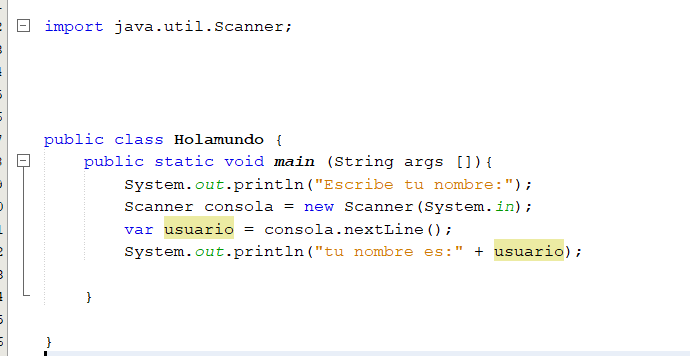 import java.util.Scanner;
public class Holamundo {
public static void main (String args []){
System.out.println("Escribe tu nombre:");
Scanner consola = new Scanner(System.in);
var usuario = consola.nextLine();
System.out.println("tu nombre es:" + usuario);
}
}